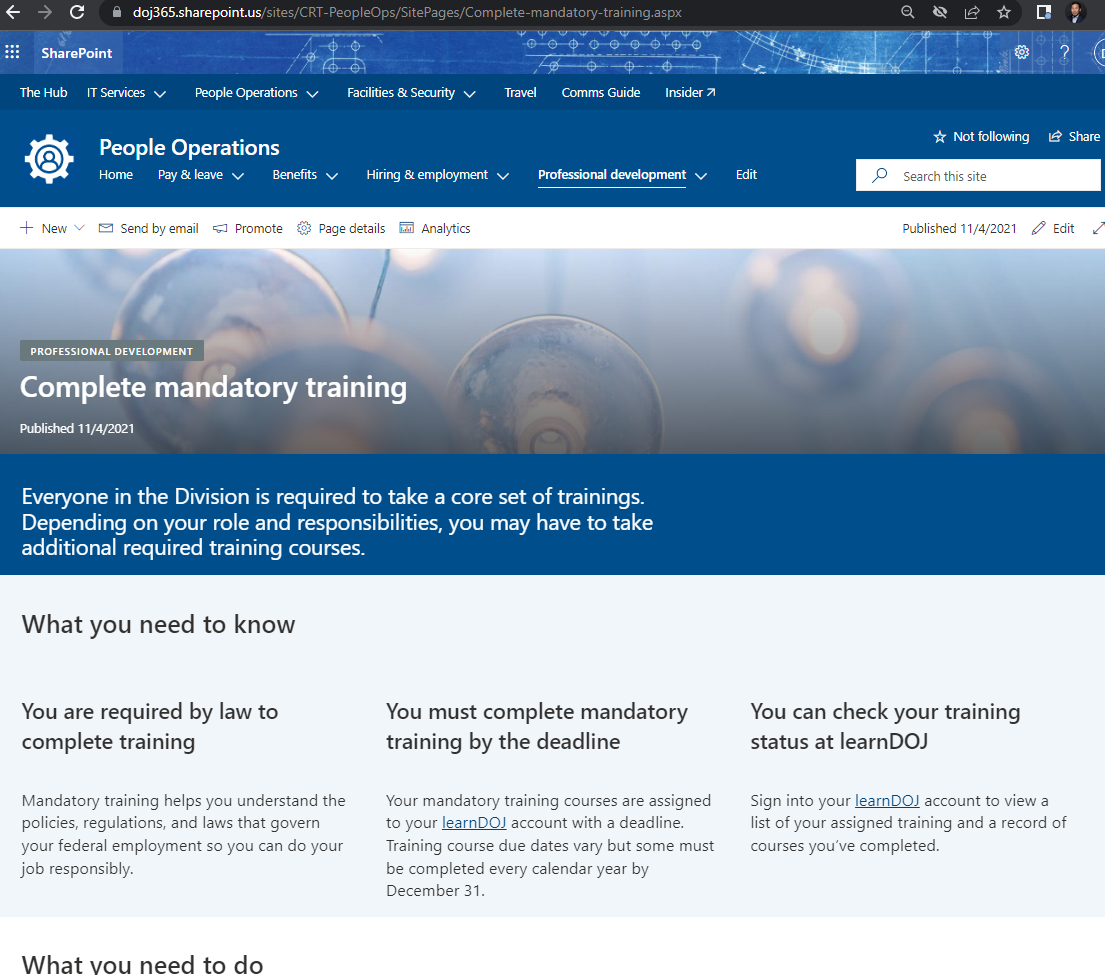 doj365.sharepoint.us/sites/CRT-PeopleOps/SitePages/Complete-mandatory-training.aspx
SharePoint
?
The Hub IT Services People Operations Facilities & Security Travel Comms Guide Insider
People Operations
Not following Share
Home Pay & leave Benefits Hiring & employment Professional development Edit
Search this site
New Send by email Promote Page details Analytics Published 11/4/2021 Edit
PROFESSIONAL DEVELOPMENT
Complete mandatory training
Published 11/4/2021
Everyone in the Division is required to take a core set of trainings.
Depending on your role and responsibilities, you may have to take
additional required training courses.
What you need to know
You are required by law to
complete training
Mandatory training helps you understand the
policies, regulations, and laws that govern
your federal employment so you can do your
job responsibly.
You must complete mandatory
training by the deadline
Your mandatory training courses are assigned
to your learnDOJ account with a deadline.
Training course due dates vary but some must
be completed every calendar year by
December 31.
You can check your training
status at learnDOJ
Sign into your learnDOJ account to view a
list of your assigned training and a record of
courses you've completed.
What you need to do